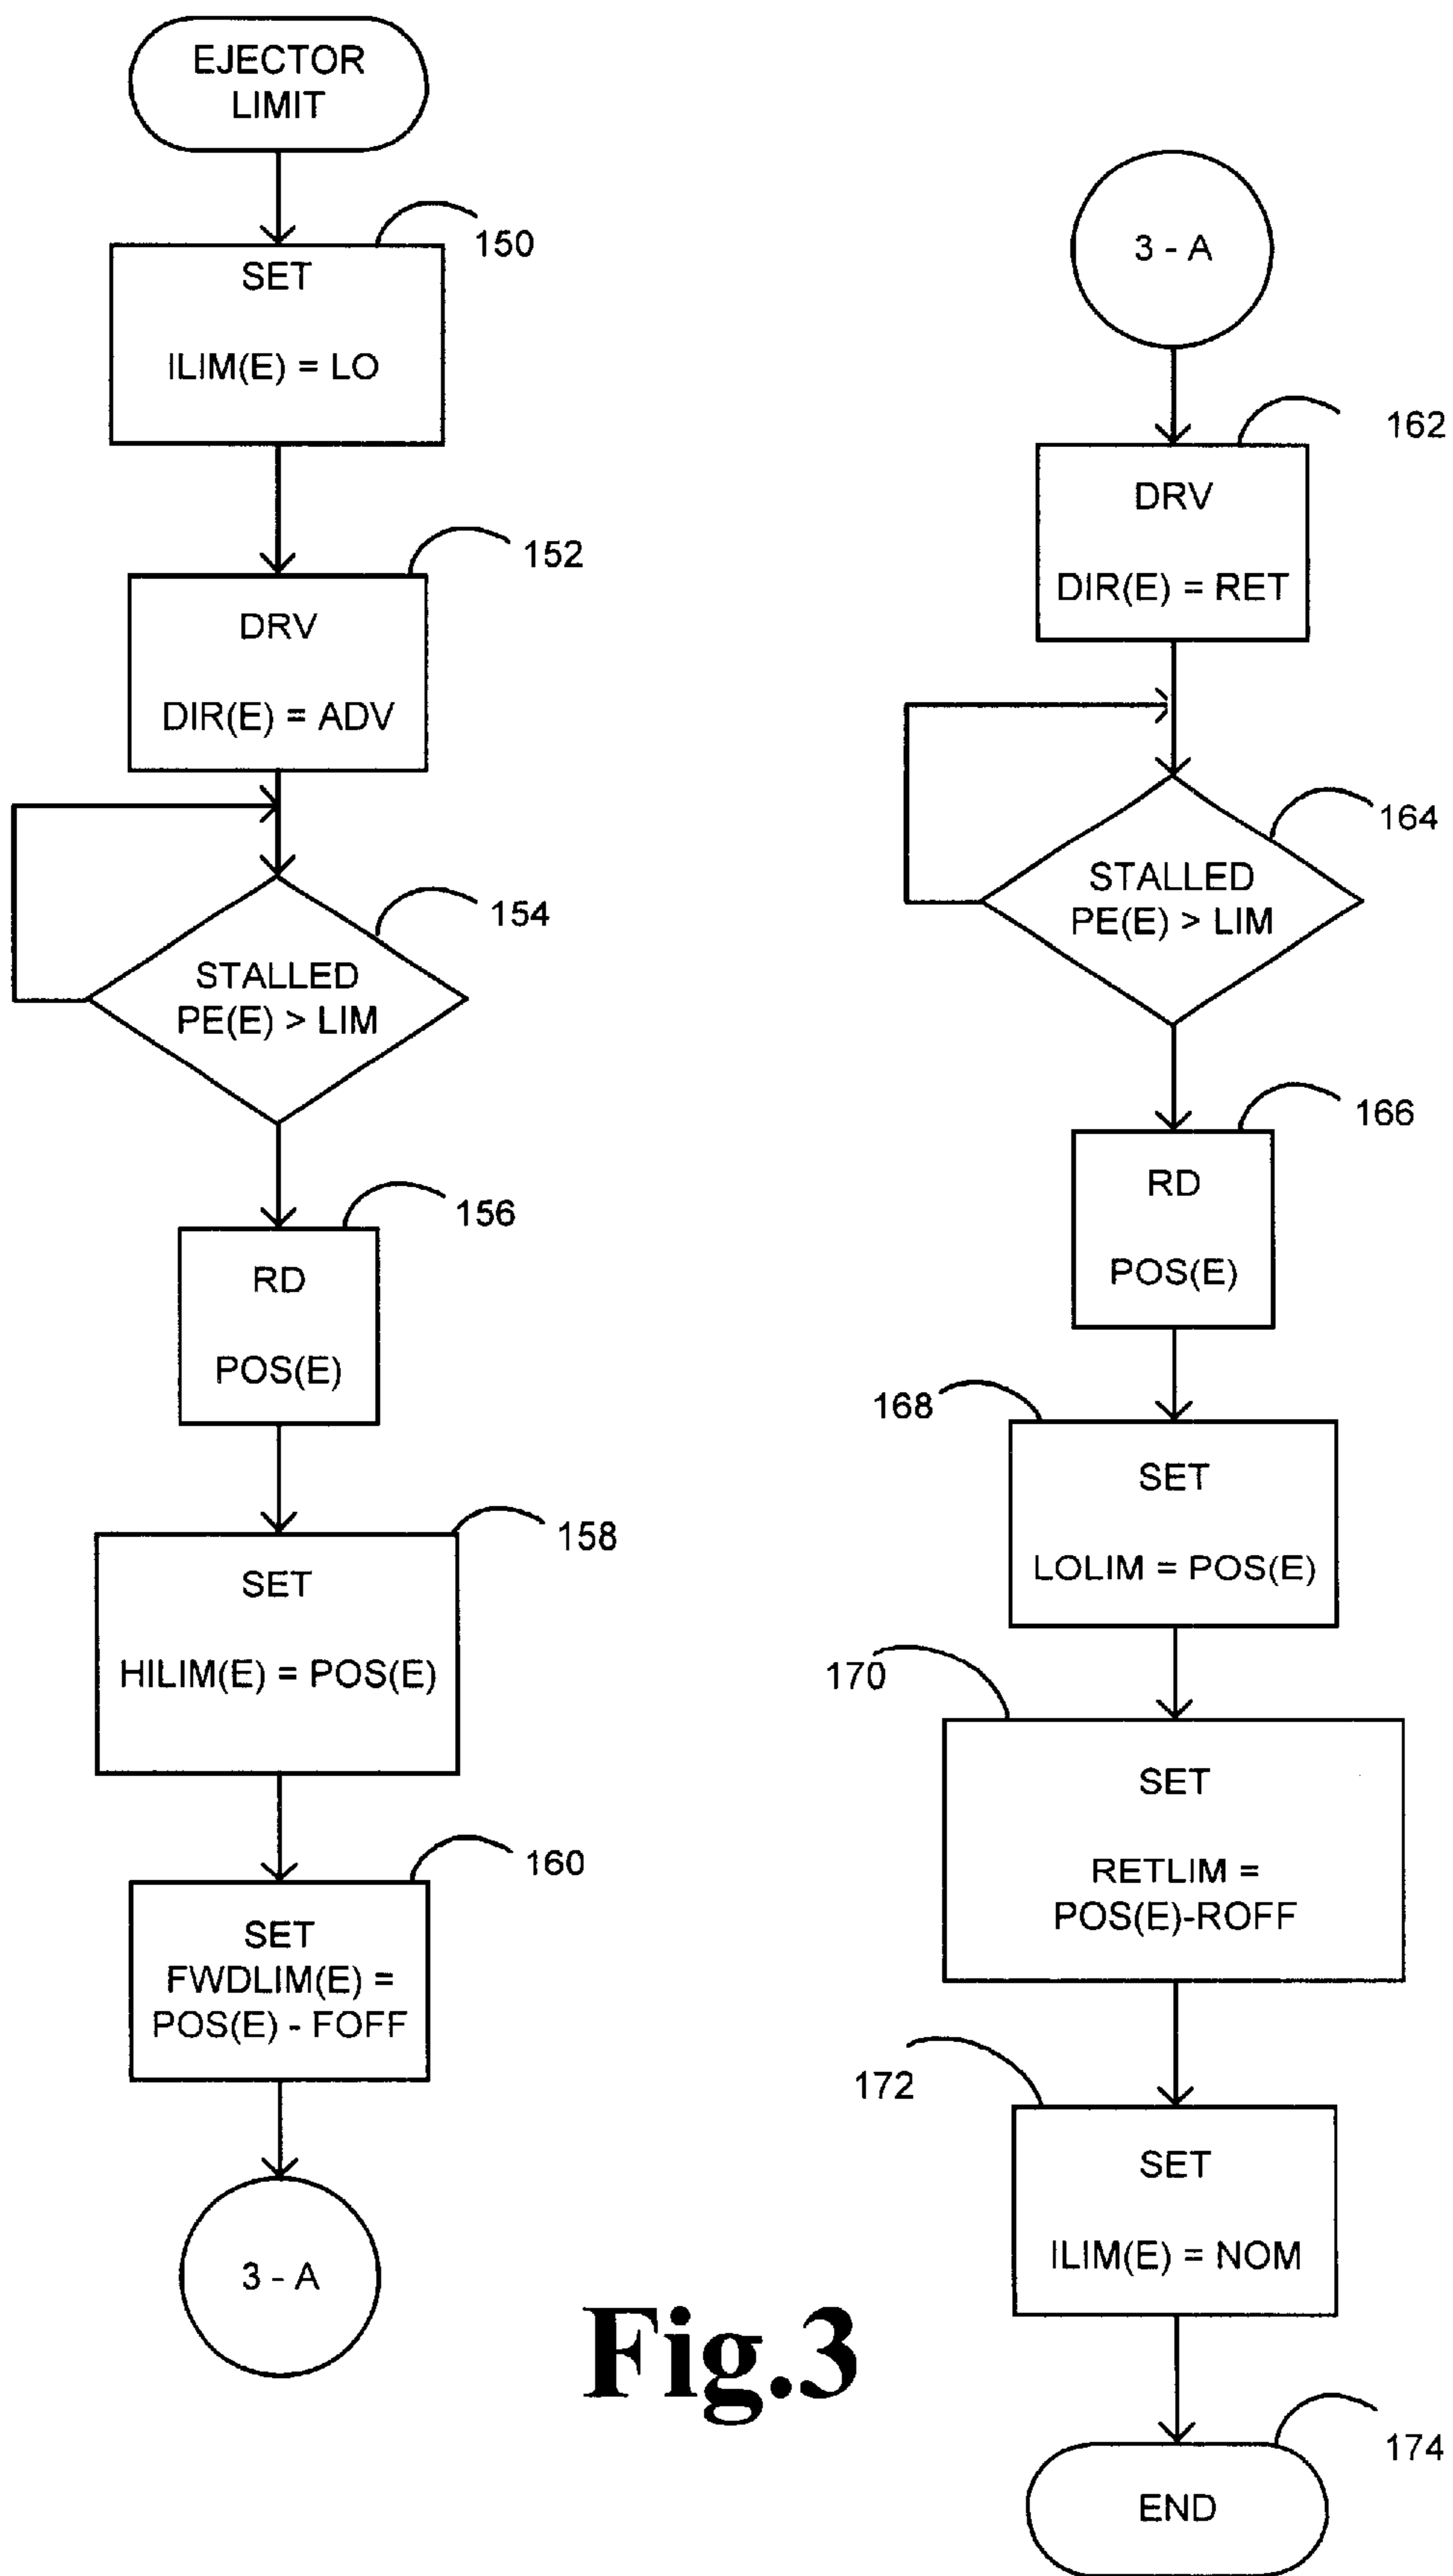 EJECTOR
LIMIT
150
SET
ILIM(E) = LO
152
DRV
DIR(E) = ADV
154
STALLED
PE(E) > LIM
156
RD
POS(E)
158
SET
HILIM(E) = POS(E)
160
SET
FWDLIM(E) =
POS(E) - FOFF
3 - A
3 - A
162
DRV
DIR(E) = RET
164
STALLED
PE(E) > LIM
166
RD
POS(E)
168
SET
LOLIM = POS(E)
170
SET
RETLIM =
POS(E)-ROFF
172
SET
ILIM(E) = NOM
174
END
Fig.3